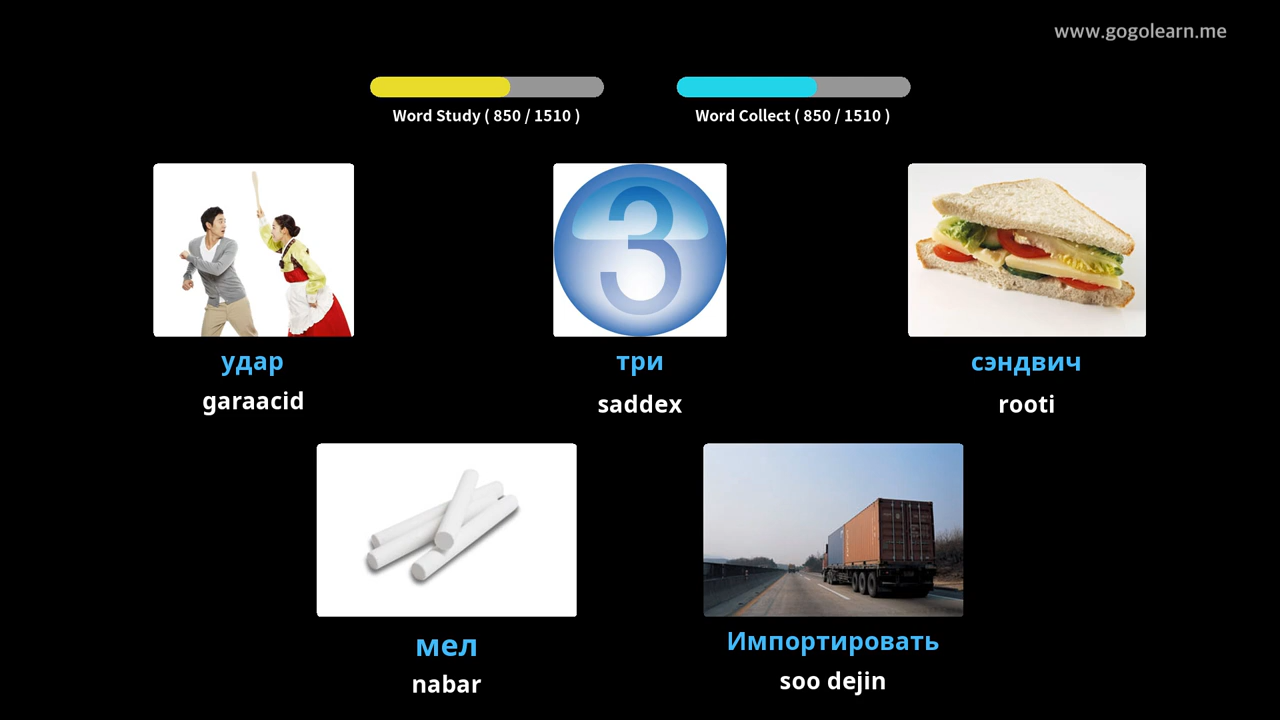 www.gogolearn.me
Word Study ( 850 / 1510 )
Word Collect ( 850 / 1510 )
3
удар
garaacid
три
saddex
сэндвич
rooti
мел
nabar
Импортировать
soo dejin